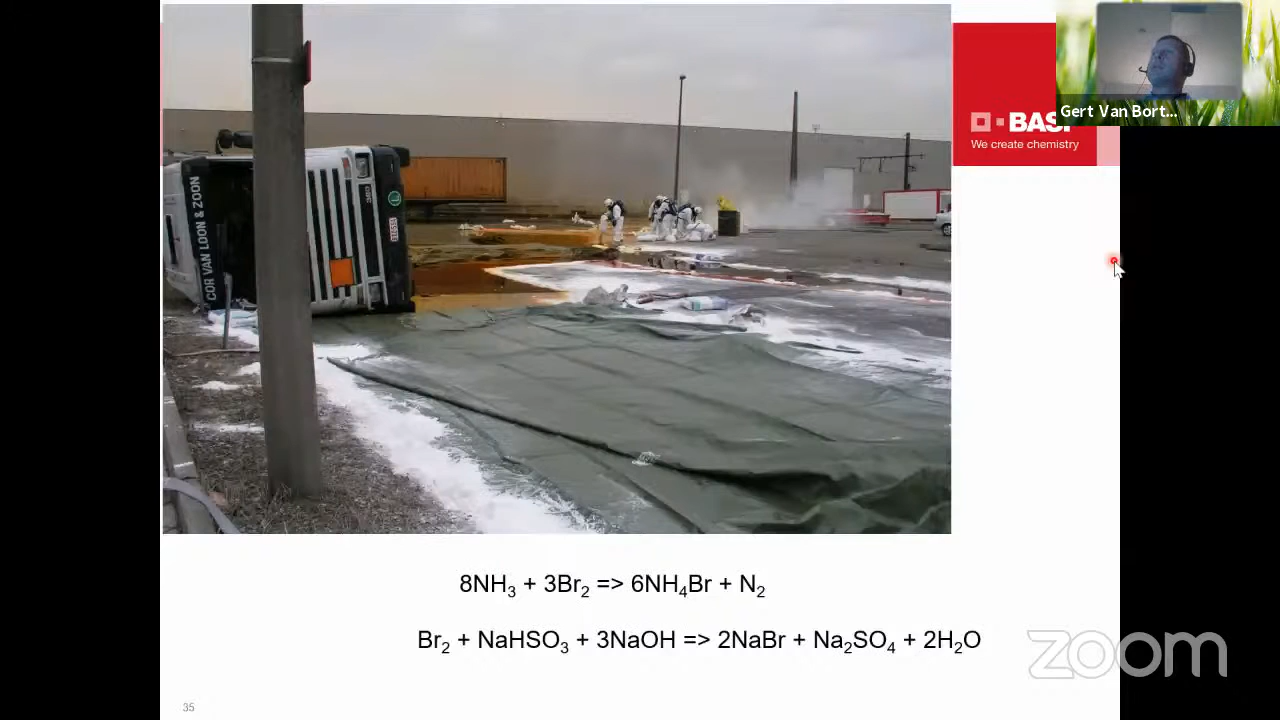 COR VAN LOON & ZOON
BASF
We create chemistry
Gert Van Bort...
8NH₃ + 3Br₂ => 6NH₄Br + N₂
Br₂ + NaHSO₃ + 3NaOH => 2NaBr + Na₂SO₄ + 2H₂O
zoom
35